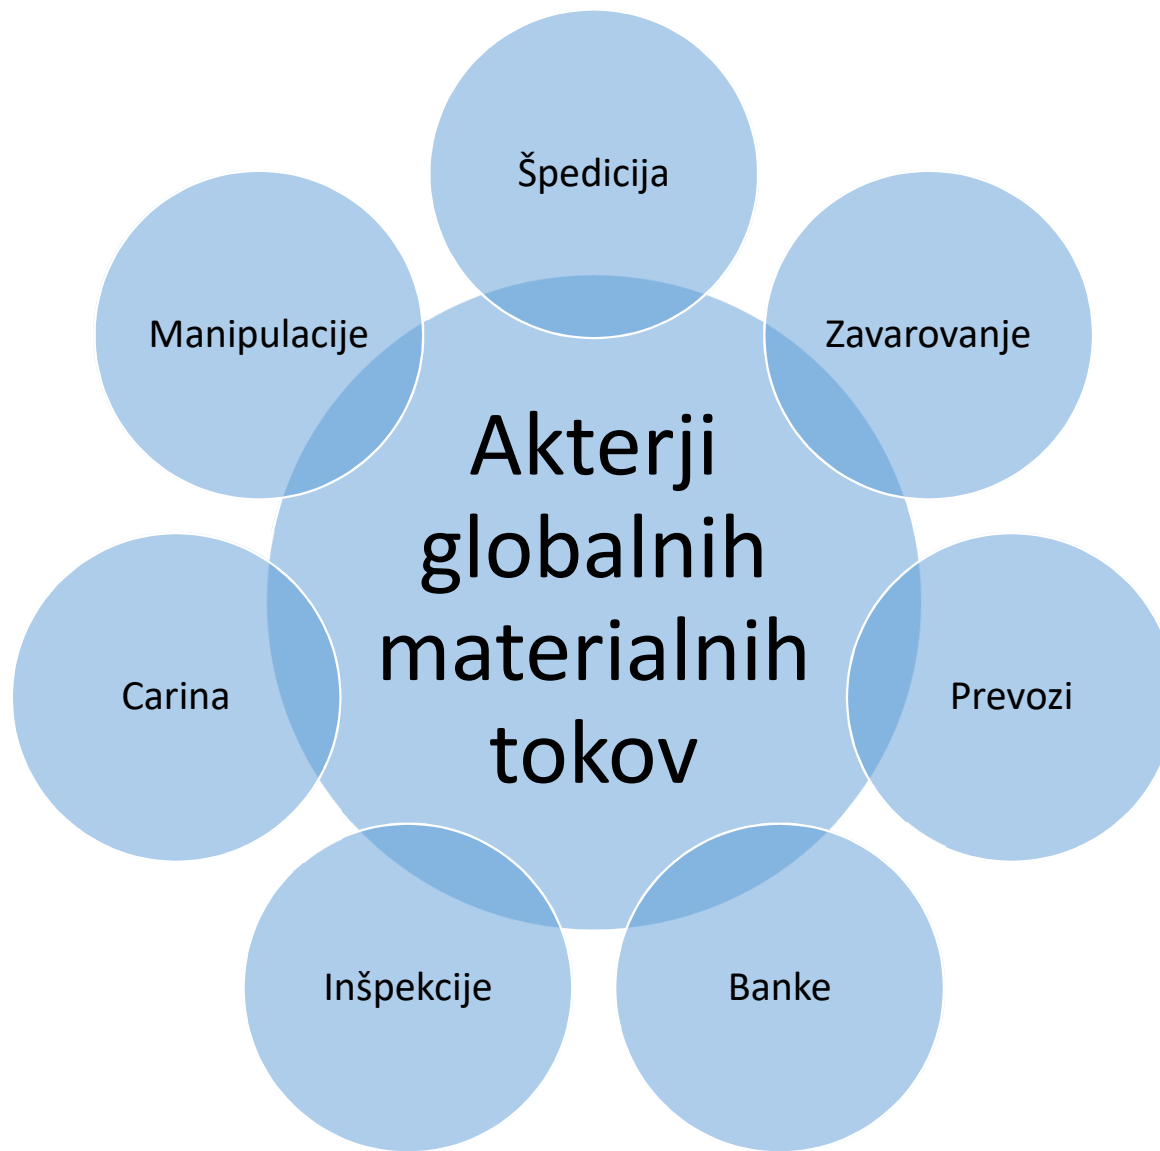 Špedicija
Manipulacije
Zavarovanje
Akterji
globalnih
materialnih
tokov
Carina
Prevozi
Inšpekcije
Banke